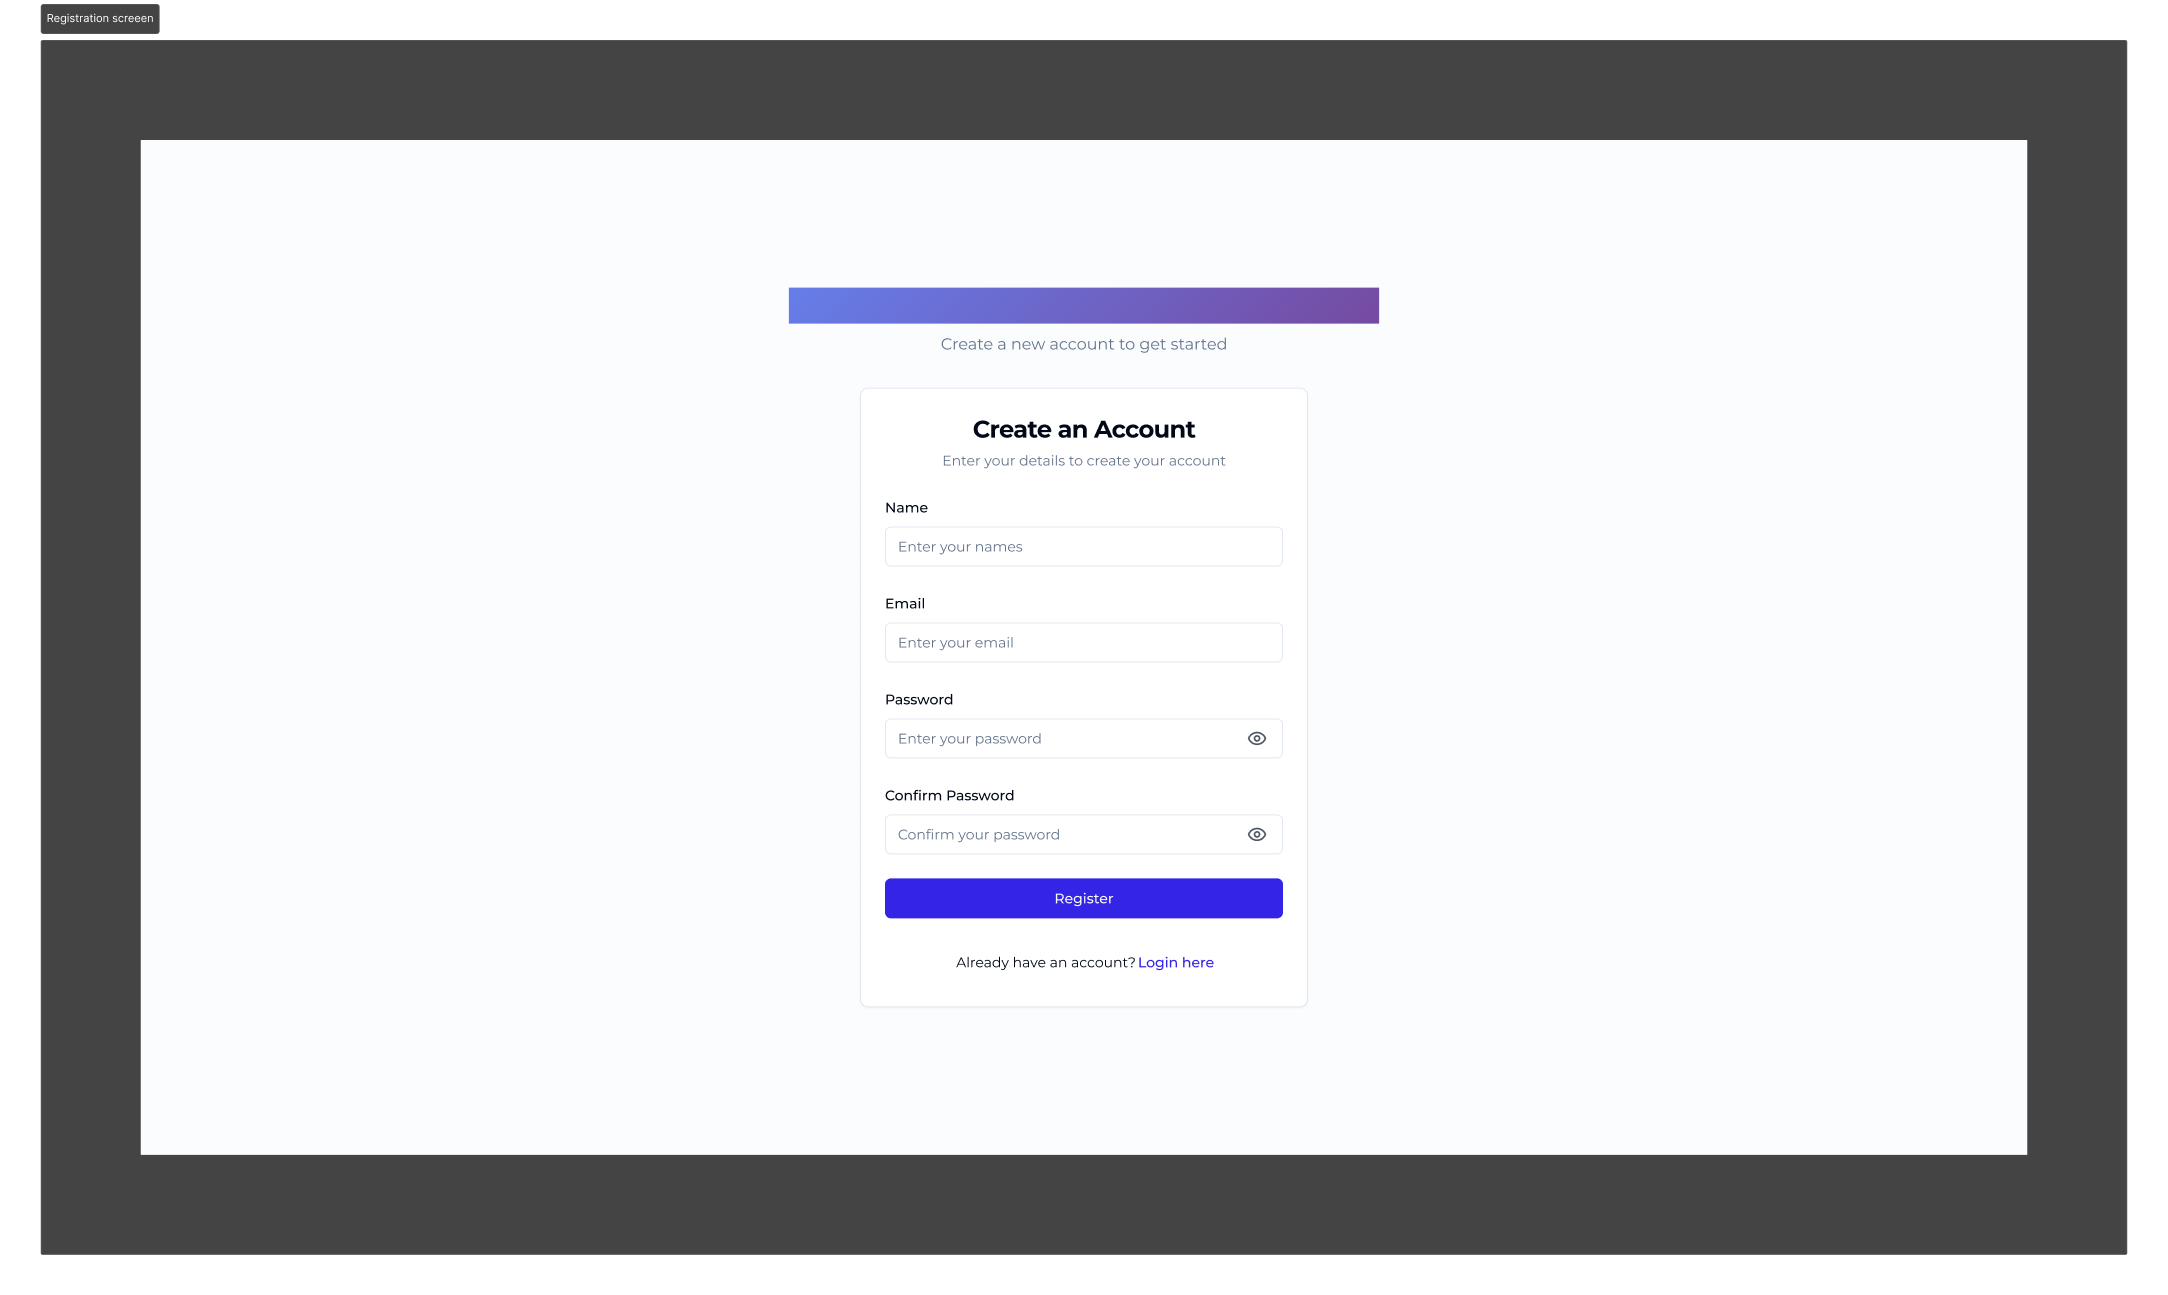 Registration screeen
Create a new account to get started
Create an Account
Enter your details to create your account
Name
Enter your names
Email
Enter your email
Password
Enter your password
Confirm Password
Confirm your password
Register
Already have an account? Login here